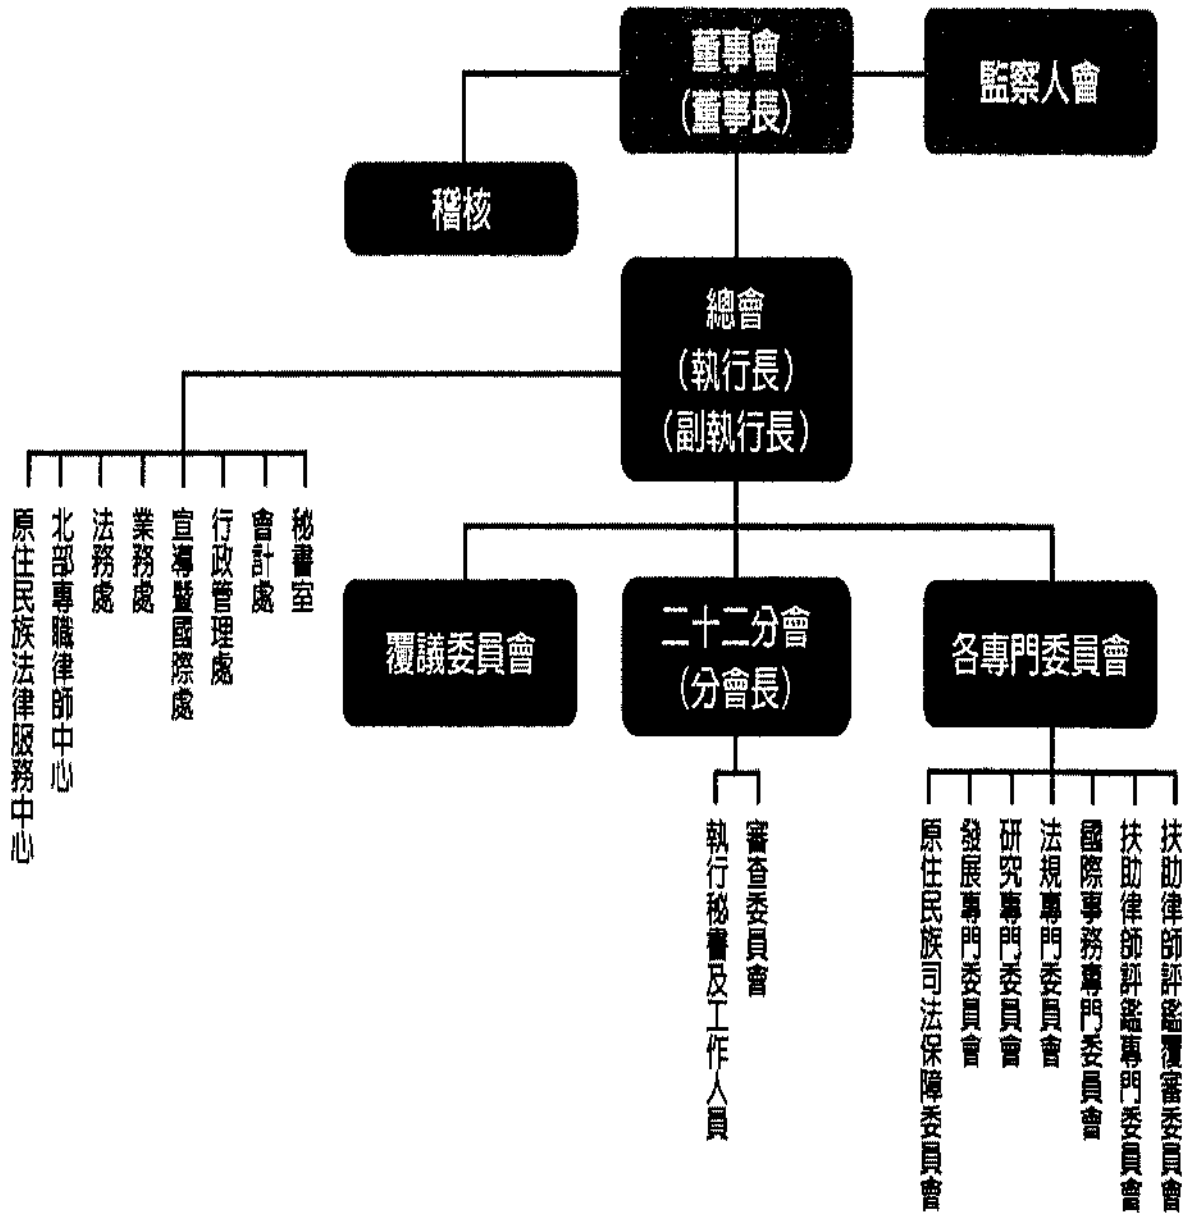 董事會
(董事長)
監察人會
稽核
總會
(執行長)
(副執行長)
秘書室
會計處
行政管理處
宣導暨國際處
業務處
法務處
北部專職律師中心
原住民族法律服務中心
覆議委員會
二十二分會
(分會長)
各專門委員會
審查委員會
執行秘書及工作人員
扶助律師評鑑覆審委員會
扶助律師評鑑專門委員會
國際事務專門委員會
法規專門委員會
研究專門委員會
發展專門委員會
原住民族司法保障委員會